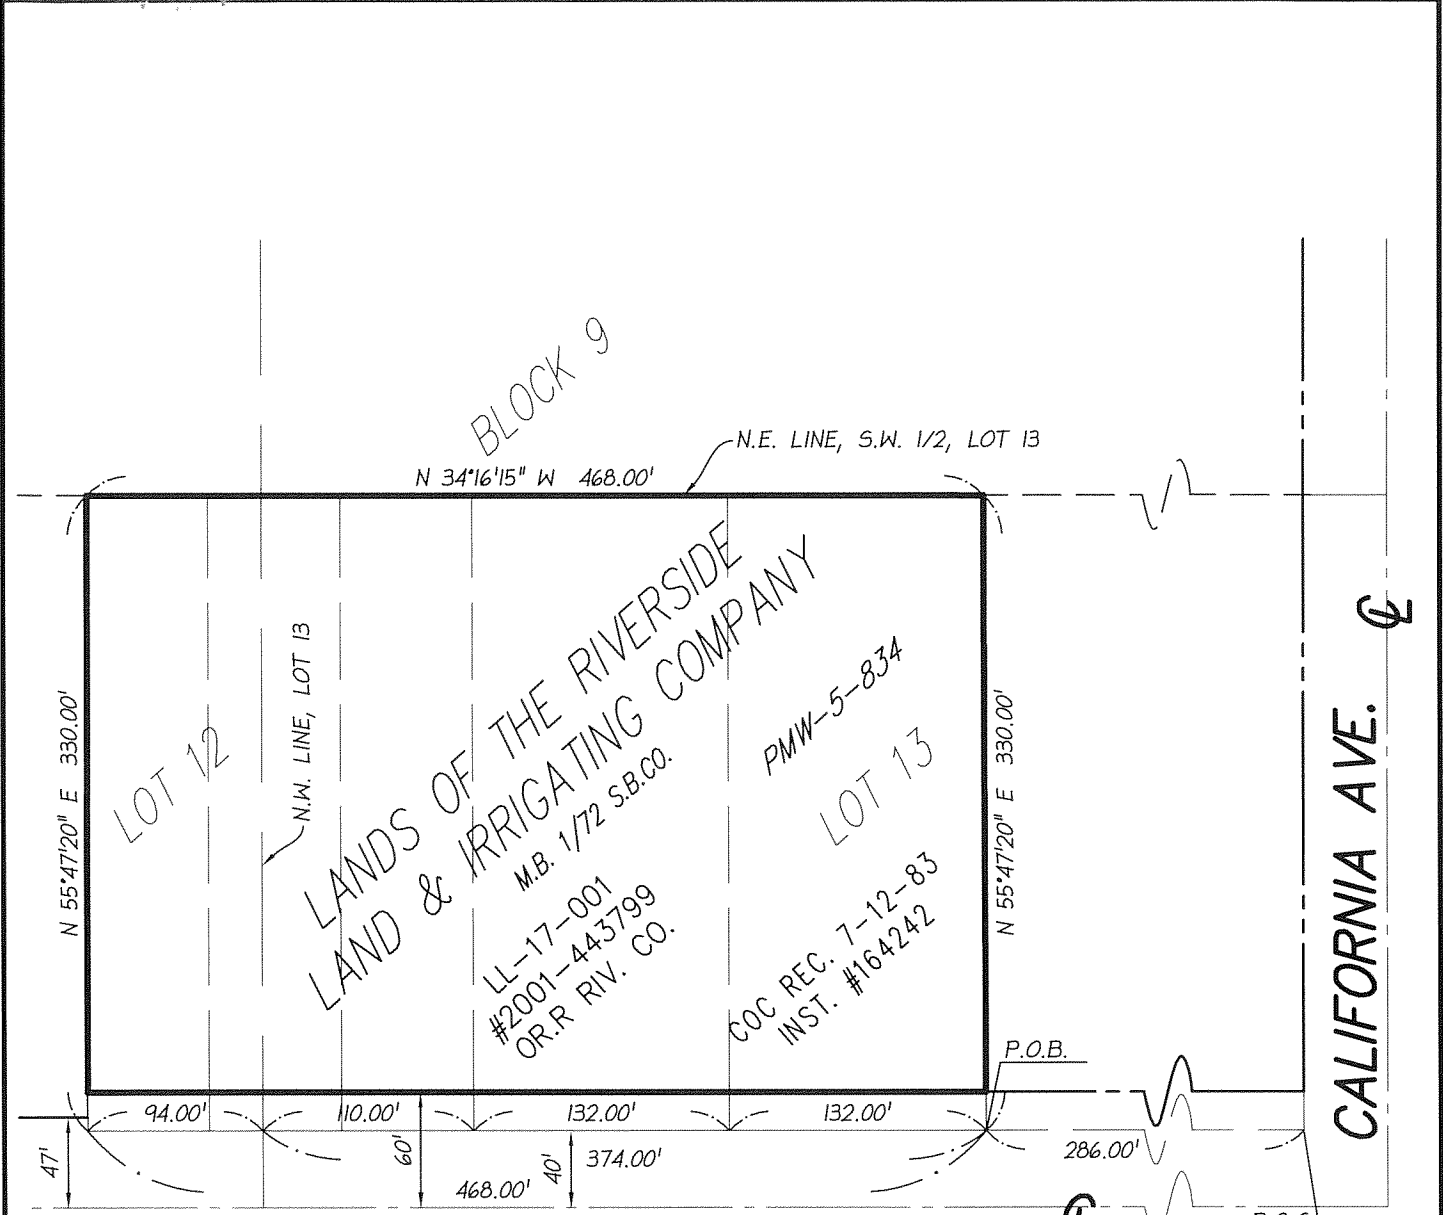 BLOCK 9
N.E. LINE, S.W. 1/2, LOT 13
N 34°16'15" W 468.00'
N 55°47'20" E 330.00'
LOT 12
N.W. LINE, LOT 13
LANDS OF THE RIVERSIDE
LAND & IRRIGATING COMPANY
M.B. 1/72 S.B.CO.
LL-17-001
#2001-443799
OR.R RIV. CO.
PMW-5-834
LOT 13
COC REC. 7-12-83
INST. #164242
N 55°47'20" E 330.00'
CALIFORNIA AVE. ℄
P.O.B.
94.00'
110.00'
132.00'
132.00'
286.00'
47'
60'
40'
374.00'
468.00'